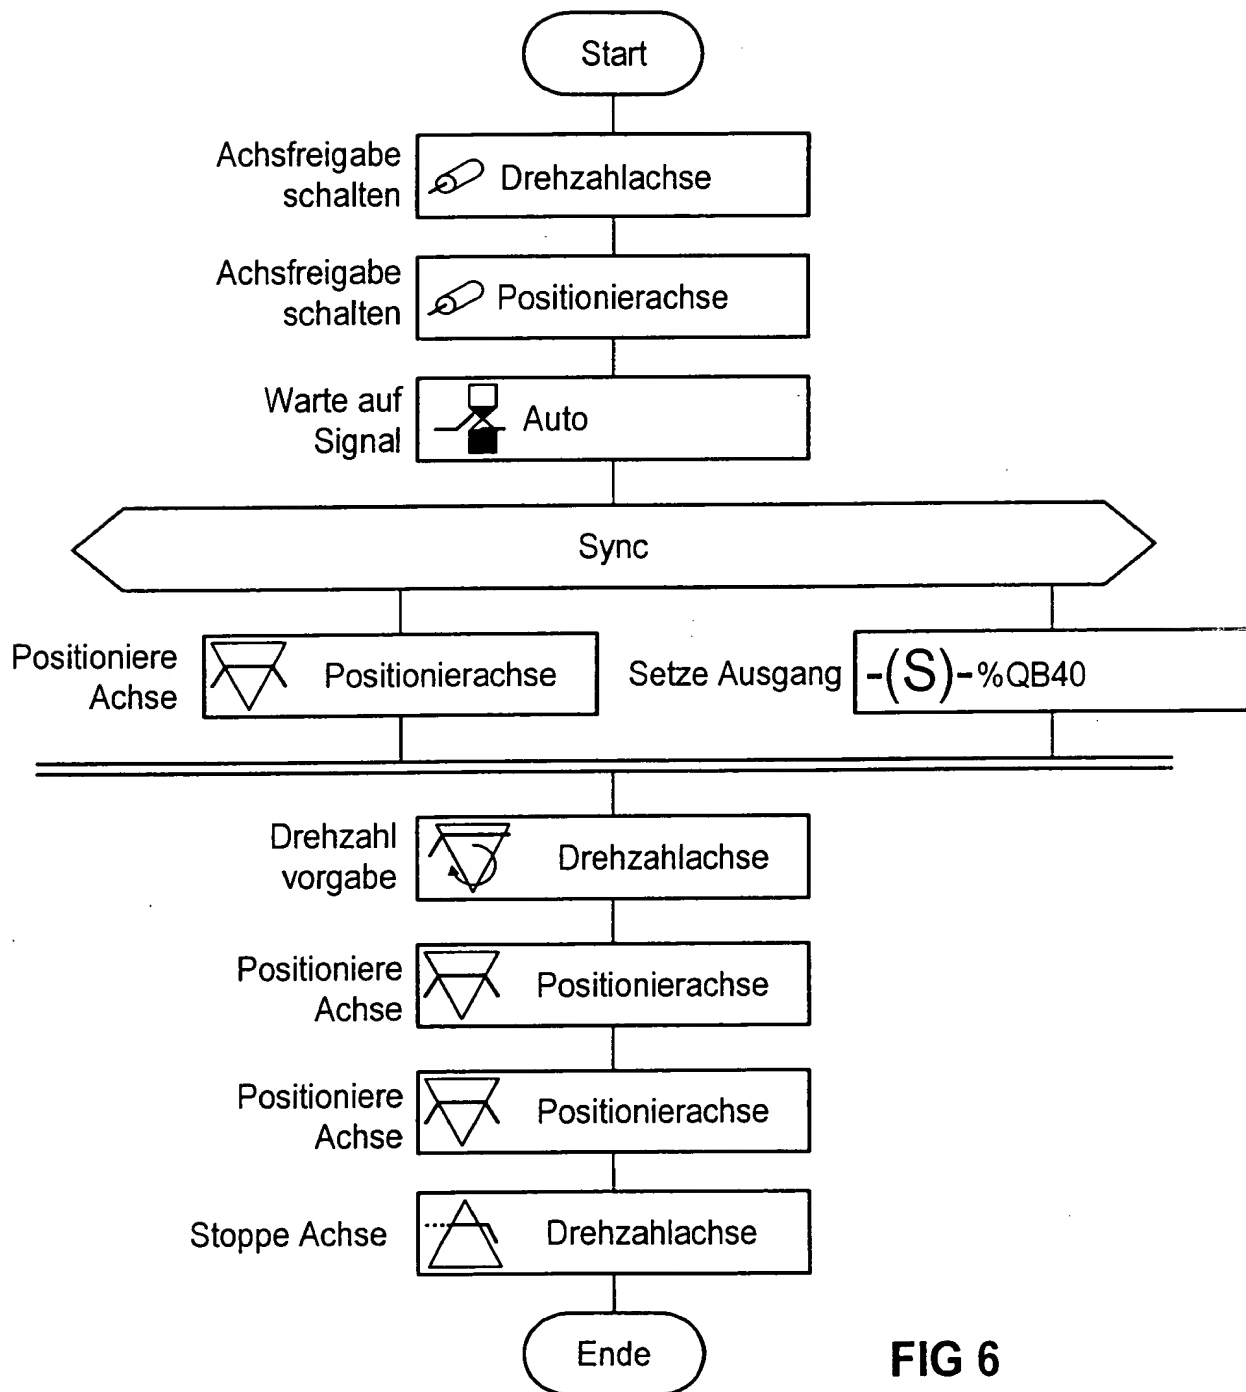 Start
Achsfreigabe
schalten
Drehzahlachse
Achsfreigabe
schalten
Positionierachse
Warte auf
Signal
Auto
Sync
Positioniere
Achse
Positionierachse
Setze Ausgang
-(S)-%QB40
Drehzahl
vorgabe
Drehzahlachse
Positioniere
Achse
Positionierachse
Positioniere
Achse
Positionierachse
Stoppe Achse
Drehzahlachse
Ende
FIG 6